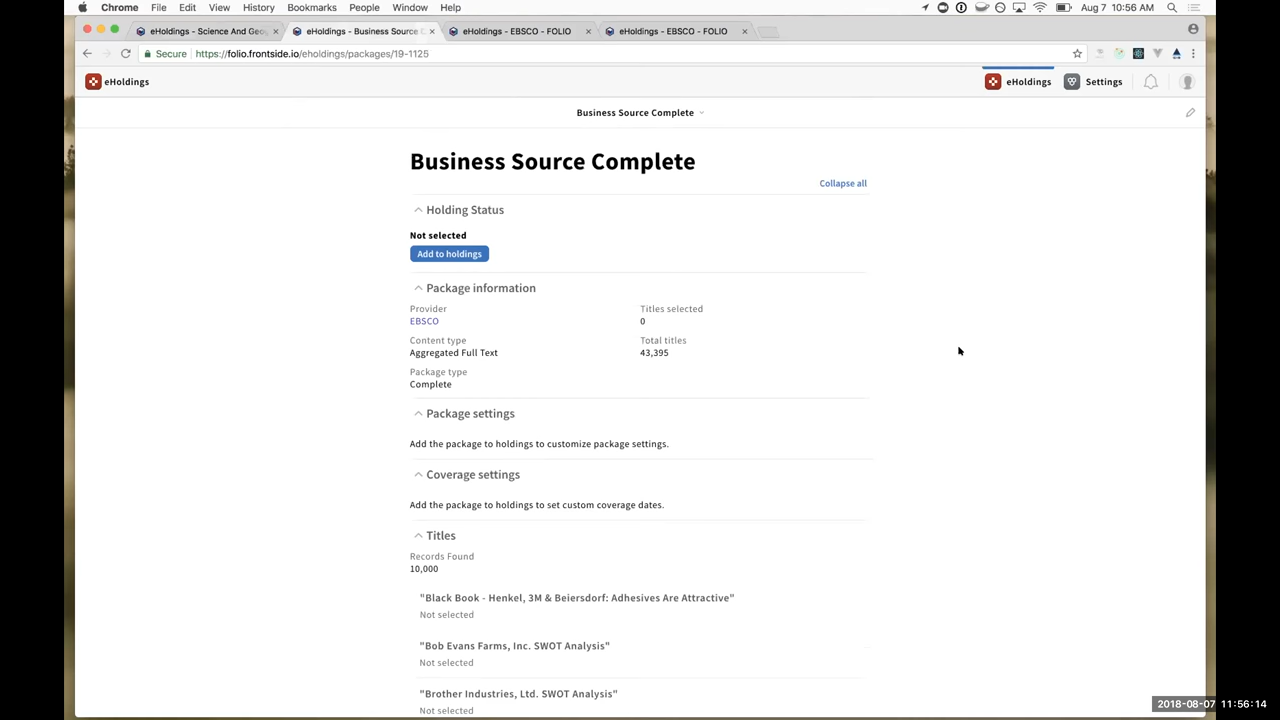 Chrome File Edit View History Bookmarks People Window Help Aug 7 10:56 AM
eHoldings - Science And Geog eHoldings - Business Source C eHoldings - EBSCO - FOLIO eHoldings - EBSCO - FOLIO
Secure https://folio.frontside.io/eholdings/packages/19-1125
eHoldings eHoldings Settings
Business Source Complete
Business Source Complete
Collapse all
Holding Status
Not selected
Add to holdings
Package information
Provider Titles selected
EBSCO 0
Content type Total titles
Aggregated Full Text 43,395
Package type
Complete
Package settings
Add the package to holdings to customize package settings.
Coverage settings
Add the package to holdings to set custom coverage dates.
Titles
Records Found
10,000
"Black Book - Henkel, 3M & Beiersdorf: Adhesives Are Attractive"
Not selected
"Bob Evans Farms, Inc. SWOT Analysis"
Not selected
"Brother Industries, Ltd. SWOT Analysis"
Not selected
2018-08-07 11:56:14